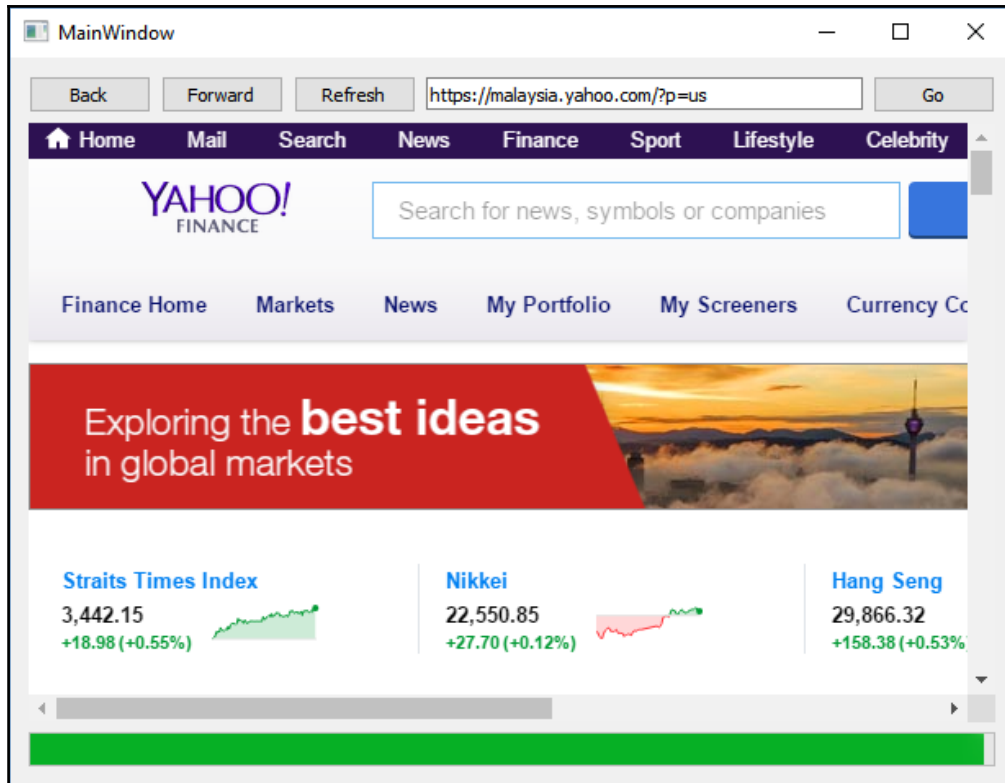 MainWindow
Back Forward Refresh https://malaysia.yahoo.com/?p=us Go
Home Mail Search News Finance Sport Lifestyle Celebrity
YAHOO!
FINANCE
Search for news, symbols or companies
Finance Home Markets News My Portfolio My Screeners Currency Co
Exploring the best ideas
in global markets
Straits Times Index Nikkei Hang Seng
3,442.15 22,550.85 29,866.32
+18.98 (+0.55%) +27.70 (+0.12%) +158.38 (+0.53%